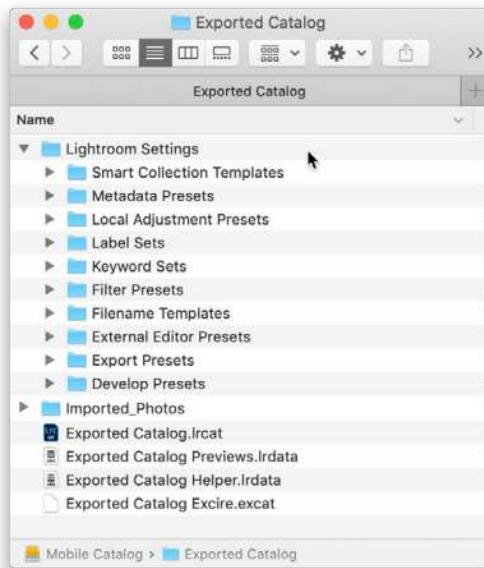 Exported Catalog
Exported Catalog
Name
Lightroom Settings
Smart Collection Templates
Metadata Presets
Local Adjustment Presets
Label Sets
Keyword Sets
Filter Presets
Filename Templates
External Editor Presets
Export Presets
Develop Presets
Imported_Photos
Exported Catalog.lrcat
Exported Catalog Previews.lrdata
Exported Catalog Helper.lrdata
Exported Catalog Excire.excat
Mobile Catalog › Exported Catalog